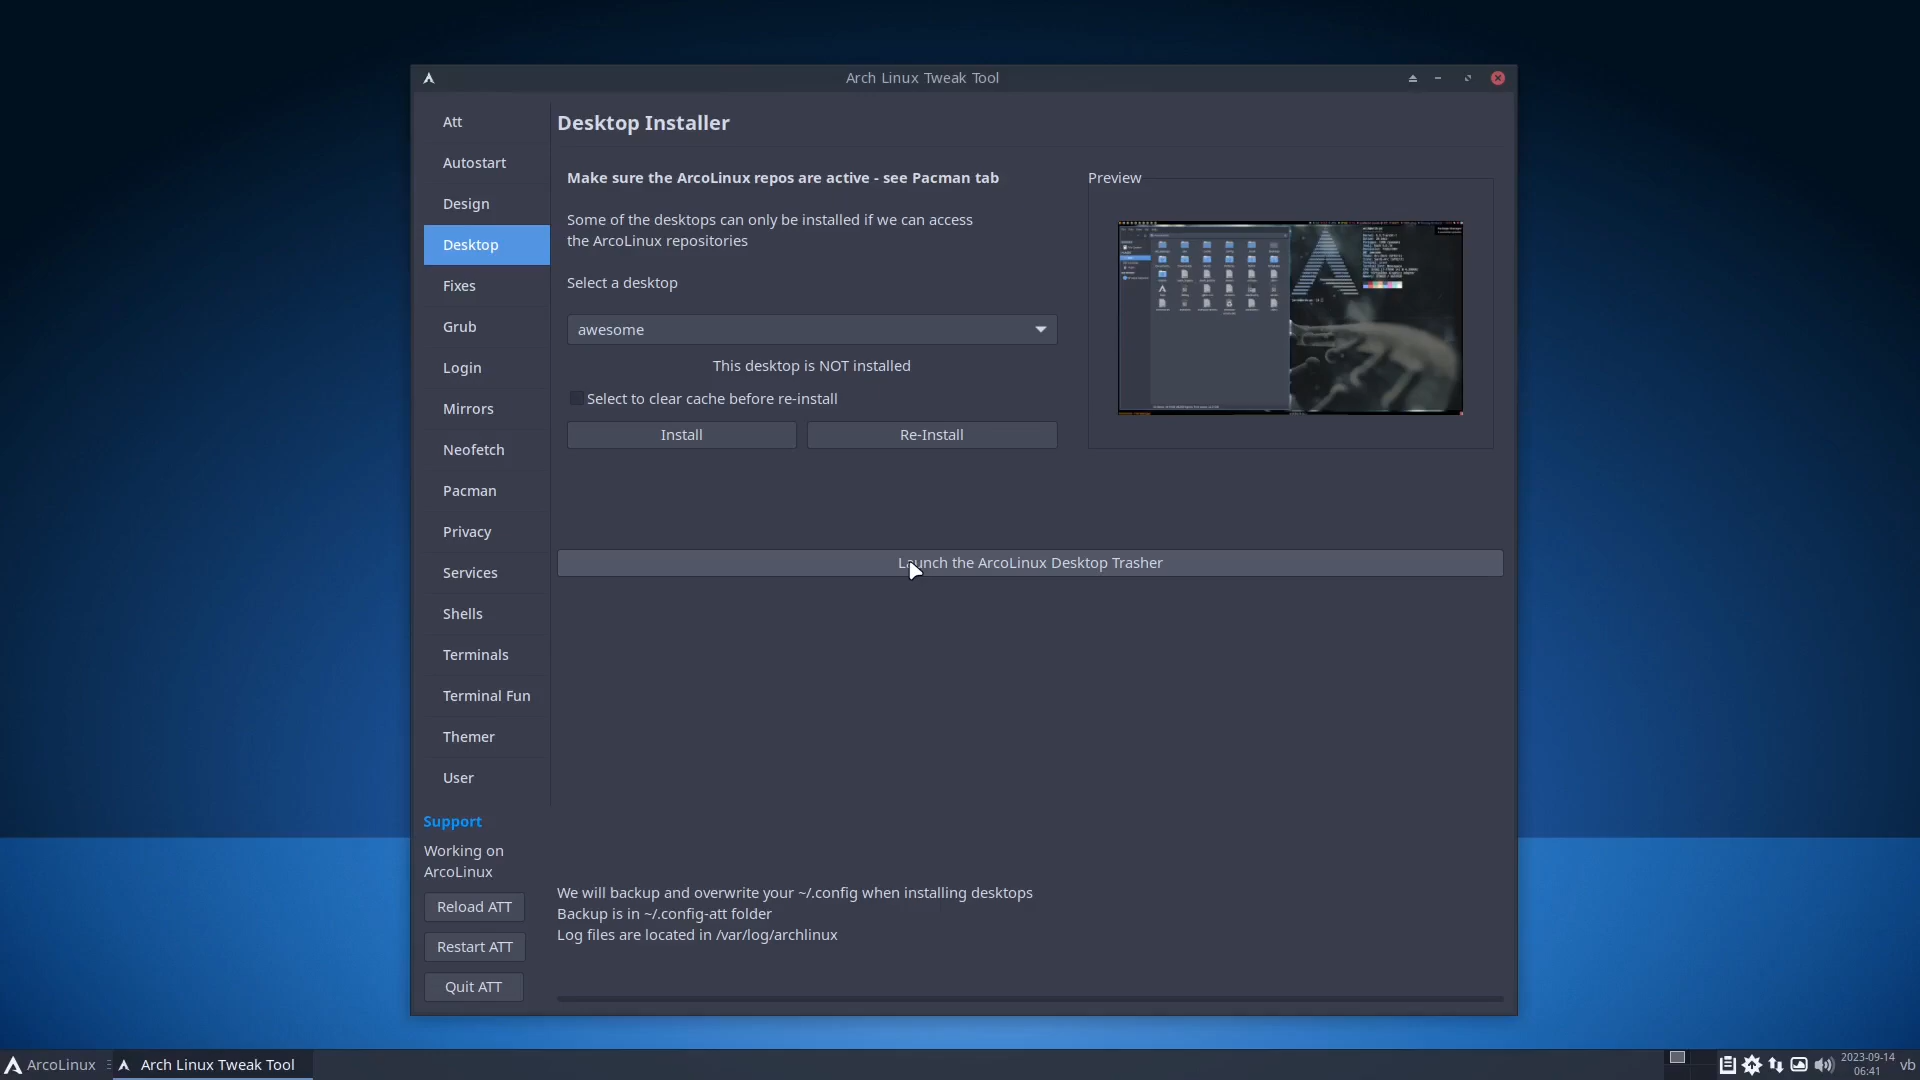 Arch Linux Tweak Tool
Att
Autostart
Design
Desktop
Fixes
Grub
Login
Mirrors
Neofetch
Pacman
Privacy
Services
Shells
Terminals
Terminal Fun
Themer
User
Support
Working on
ArcoLinux
Reload ATT
Restart ATT
Quit ATT
Desktop Installer
Make sure the ArcoLinux repos are active - see Pacman tab
Some of the desktops can only be installed if we can access
the ArcoLinux repositories
Select a desktop
awesome
This desktop is NOT installed
Select to clear cache before re-install
Install
Re-Install
Preview
Launch the ArcoLinux Desktop Trasher
We will backup and overwrite your ~/.config when installing desktops
Backup is in ~/.config-att folder
Log files are located in /var/log/archlinux
ArcoLinux
Arch Linux Tweak Tool
2023-09-14
06:41
vb